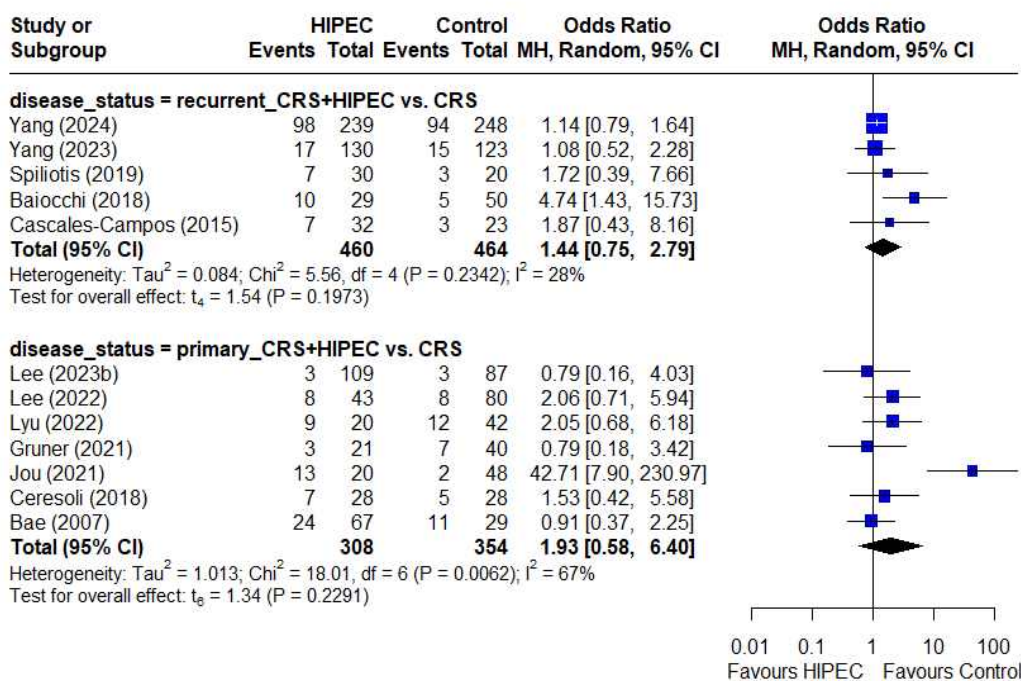 Study or HIPEC Control Odds Ratio Odds Ratio
Subgroup Events Total Events Total MH, Random, 95% CI MH, Random, 95% CI
disease_status = recurrent_CRS+HIPEC vs. CRS
Yang (2024) 98 239 94 248 1.14 [0.79, 1.64]
Yang (2023) 17 130 15 123 1.08 [0.52, 2.28]
Spiliotis (2019) 7 30 3 20 1.72 [0.39, 7.66]
Baiocchi (2018) 10 29 5 50 4.74 [1.43, 15.73]
Cascales-Campos (2015) 7 32 3 23 1.87 [0.43, 8.16]
Total (95% CI) 460 464 1.44 [0.75, 2.79]
Heterogeneity: Tau² = 0.084; Chi² = 5.56, df = 4 (P = 0.2342); I² = 28%
Test for overall effect: t₄ = 1.54 (P = 0.1973)
disease_status = primary_CRS+HIPEC vs. CRS
Lee (2023b) 3 109 3 87 0.79 [0.16, 4.03]
Lee (2022) 8 43 8 80 2.06 [0.71, 5.94]
Lyu (2022) 9 20 12 42 2.05 [0.68, 6.18]
Gruner (2021) 3 21 7 40 0.79 [0.18, 3.42]
Jou (2021) 13 20 2 48 42.71 [7.90, 230.97]
Ceresoli (2018) 7 28 5 28 1.53 [0.42, 5.58]
Bae (2007) 24 67 11 29 0.91 [0.37, 2.25]
Total (95% CI) 308 354 1.93 [0.58, 6.40]
Heterogeneity: Tau² = 1.013; Chi² = 18.01, df = 6 (P = 0.0062); I² = 67%
Test for overall effect: t₆ = 1.34 (P = 0.2291)
0.01 0.1 1 10 100
Favours HIPEC Favours Control